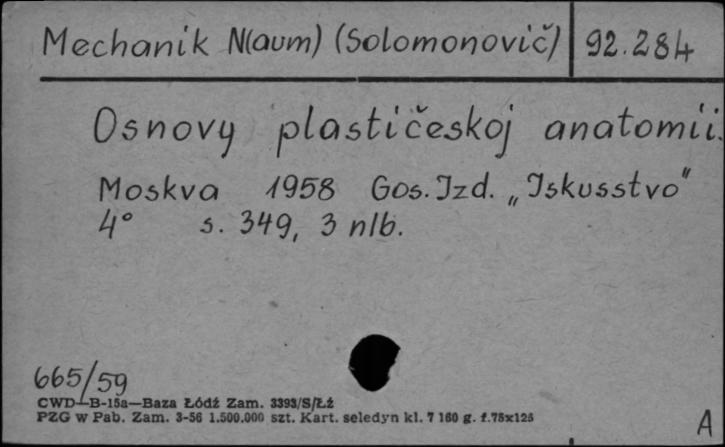 Mechanik N(aum) (Solomonovič) 92.284
Osnovy plastičeskoj anatomii.
Moskva 1958 Gos. Izd. „Iskusstvo"
4° s. 349, 3 nlb.
665/59
CWD—B-15a—Baza Łódź Zam. 3393/S/Łź
PZG w Pab. Zam. 3-56 1.500.000 szt. Kart. seledyn kl. 7 160 g. f.75x125
A